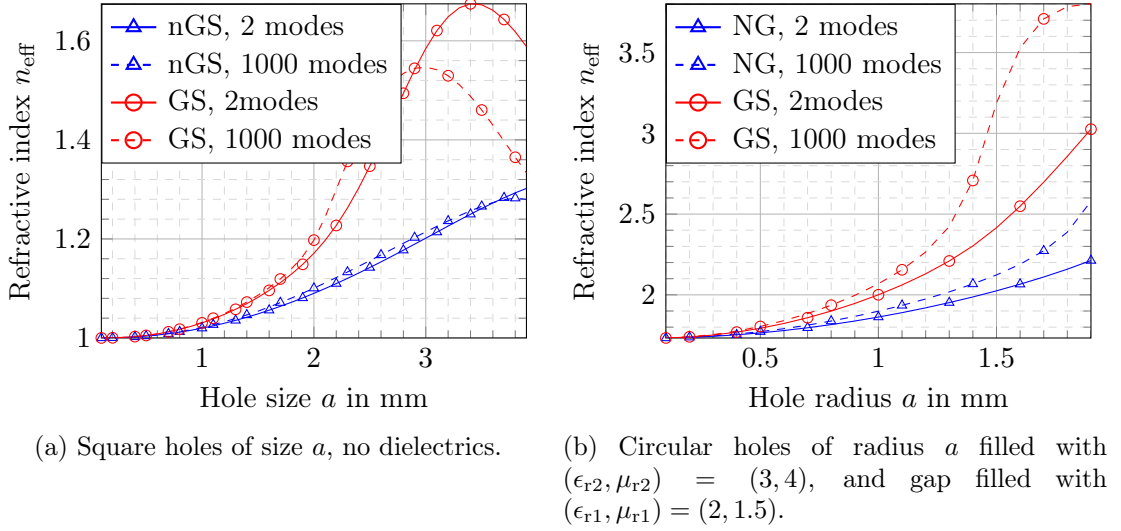 nGS, 2 modes
nGS, 1000 modes
GS, 2modes
GS, 1000 modes
1.6
1.4
1.2
1
1
2
3
Refractive index n_eff
Hole size a in mm
(a) Square holes of size a, no dielectrics.
NG, 2 modes
NG, 1000 modes
GS, 2modes
GS, 1000 modes
3.5
3
2.5
2
0.5
1
1.5
Refractive index n_eff
Hole radius a in mm
(b) Circular holes of radius a filled with
(ϵ_r2, μ_r2) = (3, 4), and gap filled with
(ϵ_r1, μ_r1) = (2, 1.5).